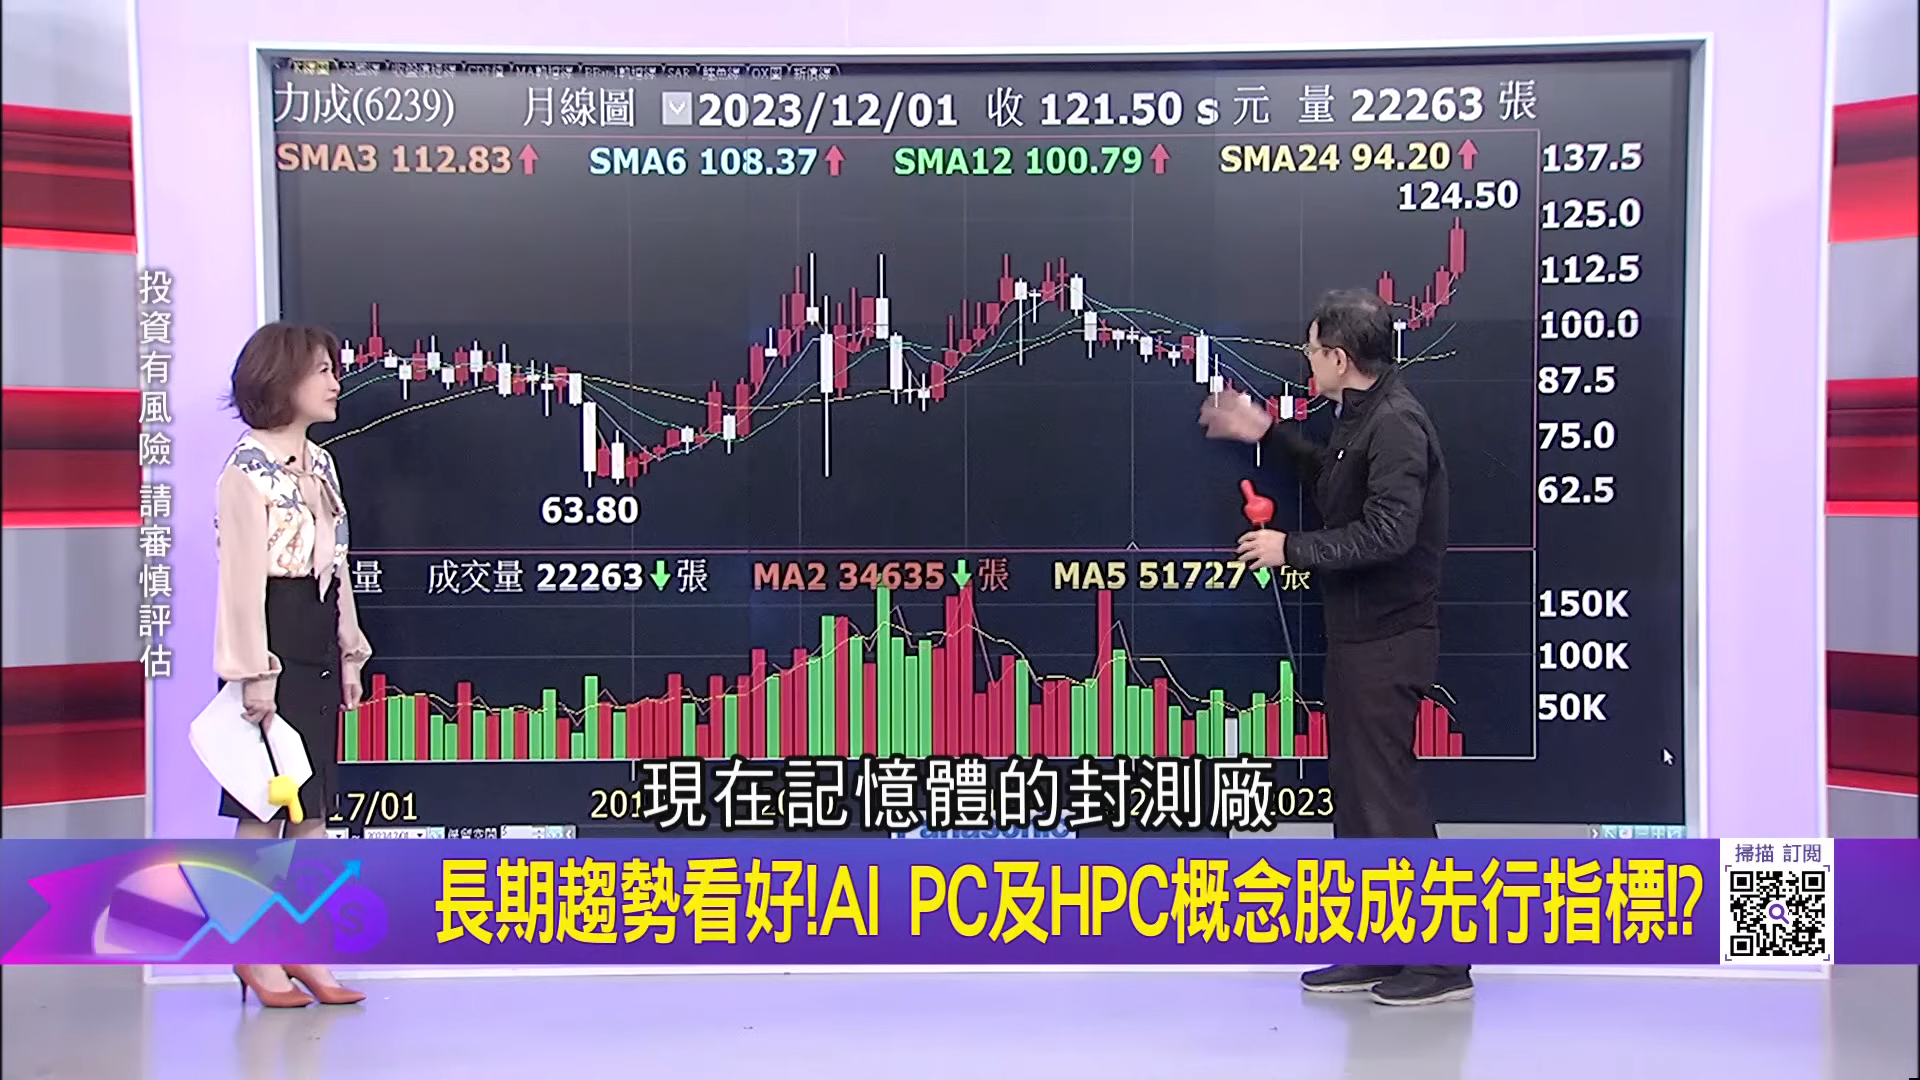 力成(6239) 月線圖 2023/12/01 收 121.50 s 元 量 22263 張
SMA3 112.83↑ SMA6 108.37↑ SMA12 100.79↑ SMA24 94.20↑
137.5
124.50
125.0
112.5
100.0
87.5
75.0
62.5
63.80
量 成交量 22263↓張 MA2 34635↓張 MA5 51727↓張
150K
100K
50K
17/01 2023
投資有風險 請審慎評估
現在記憶體的封測廠
長期趨勢看好!AI PC及HPC概念股成先行指標!?
掃描 訂閱